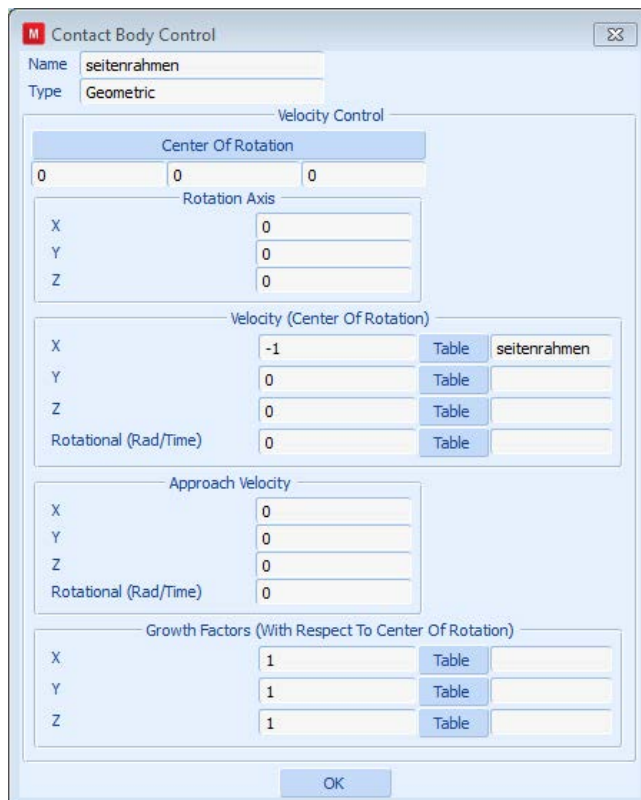 M Contact Body Control
Name seitenrahmen
Type Geometric
Velocity Control
Center Of Rotation
0 0 0
Rotation Axis
X 0
Y 0
Z 0
Velocity (Center Of Rotation)
X -1 Table seitenrahmen
Y 0 Table
Z 0 Table
Rotational (Rad/Time) 0 Table
Approach Velocity
X 0
Y 0
Z 0
Rotational (Rad/Time) 0
Growth Factors (With Respect To Center Of Rotation)
X 1 Table
Y 1 Table
Z 1 Table
OK